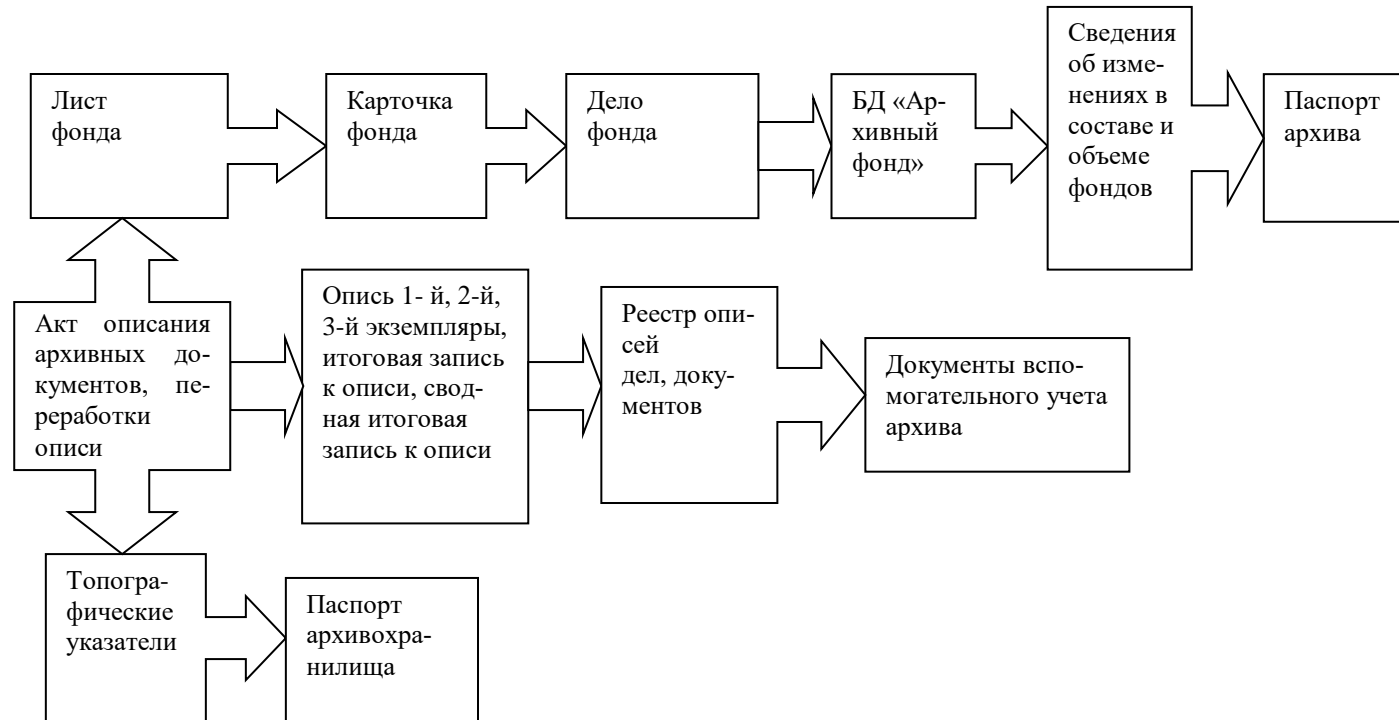 Лист
фонда
Карточка
фонда
Дело
фонда
БД «Ар-
хивный
фонд»
Сведения
об изме-
нениях в
составе и
объеме
фондов
Паспорт
архива
Акт описания
архивных до-
кументов, пе-
реработки
описи
Опись 1- й, 2-й,
3-й экземпляры,
итоговая запись
к описи, свод-
ная итоговая
запись к описи
Реестр опи-
сей
дел, доку-
ментов
Документы вспо-
могательного учета
архива
Топогра-
фические
указатели
Паспорт
архивохра-
нилища